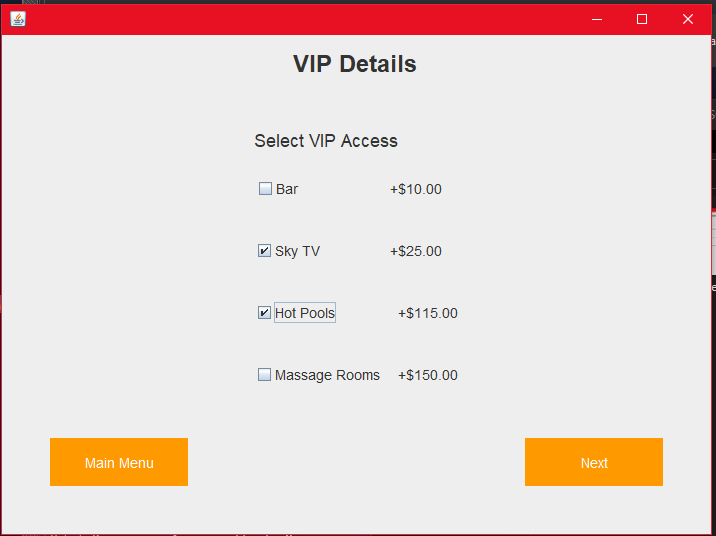 VIP Details
Select VIP Access
Bar +$10.00
Sky TV +$25.00
Hot Pools +$115.00
Massage Rooms +$150.00
Main Menu Next